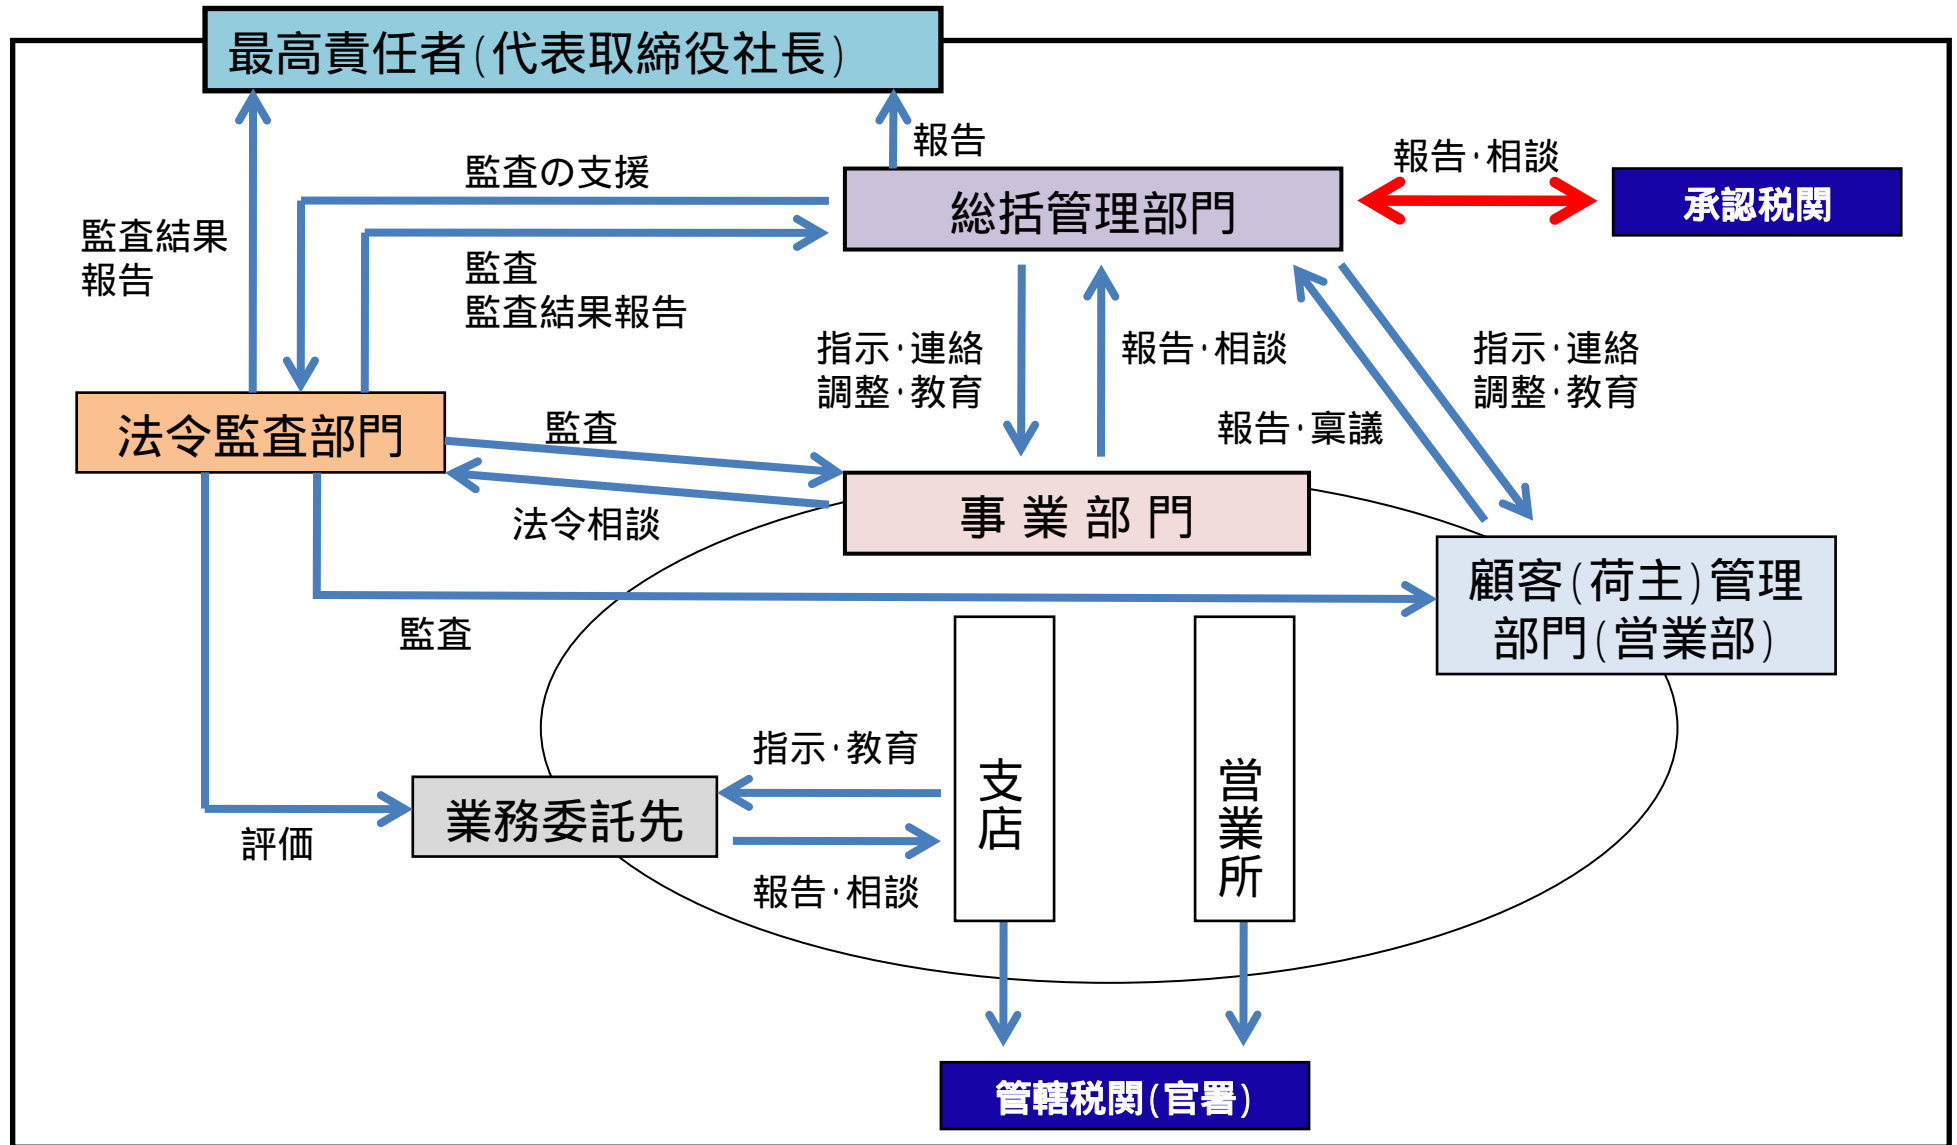 最高責任者(代表取締役社長)
報告
報告・相談
監査の支援
総括管理部門
承認税関
監査結果
報告
監査
監査結果報告
指示・連絡
調整・教育
報告・相談
指示・連絡
調整・教育
報告・稟議
法令監査部門
監査
事業部門
法令相談
顧客(荷主)管理
部門(営業部)
監査
指示・教育
支店
営業所
業務委託先
評価
報告・相談
管轄税関(官署)